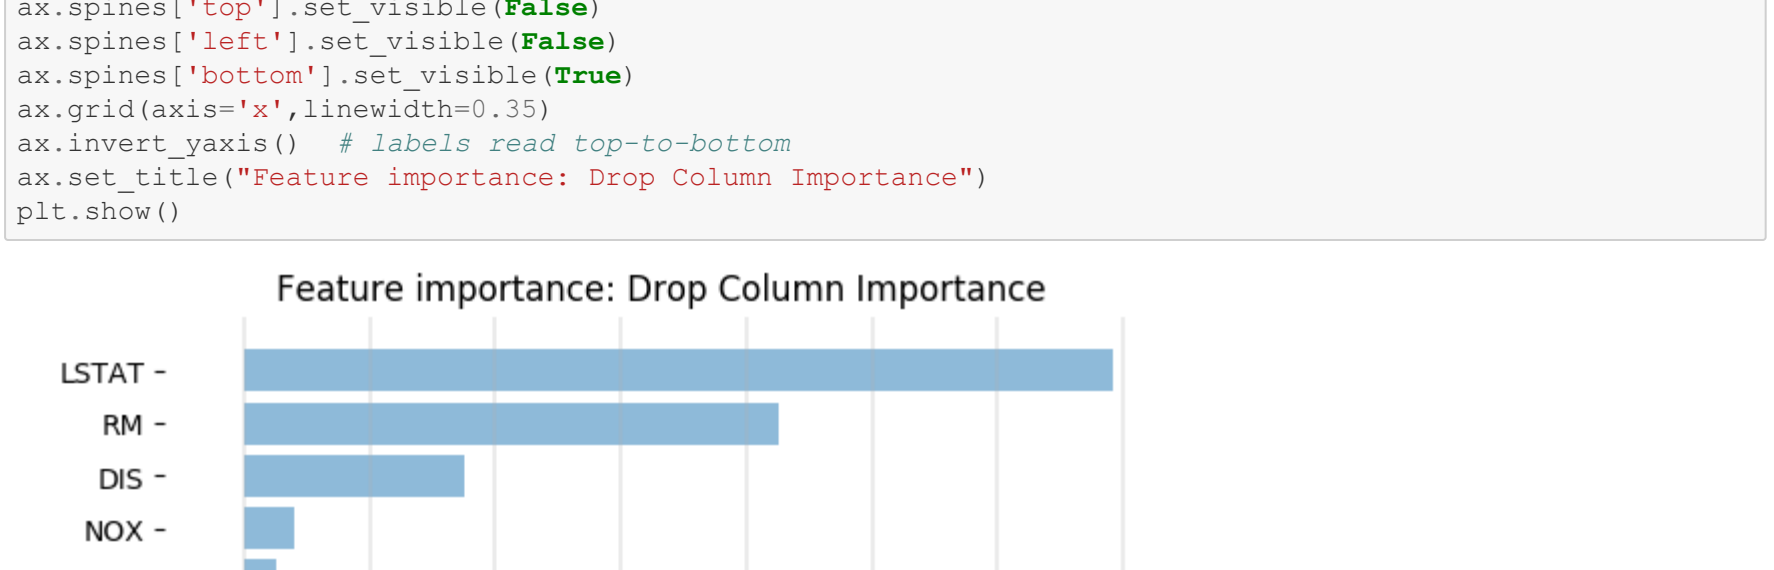 ax.spines['top'].set_visible(False)
ax.spines['left'].set_visible(False)
ax.spines['bottom'].set_visible(True)
ax.grid(axis='x',linewidth=0.35)
ax.invert_yaxis()  # labels read top-to-bottom
ax.set_title("Feature importance: Drop Column Importance")
plt.show()
Feature importance: Drop Column Importance
LSTAT
RM
DIS
NOX